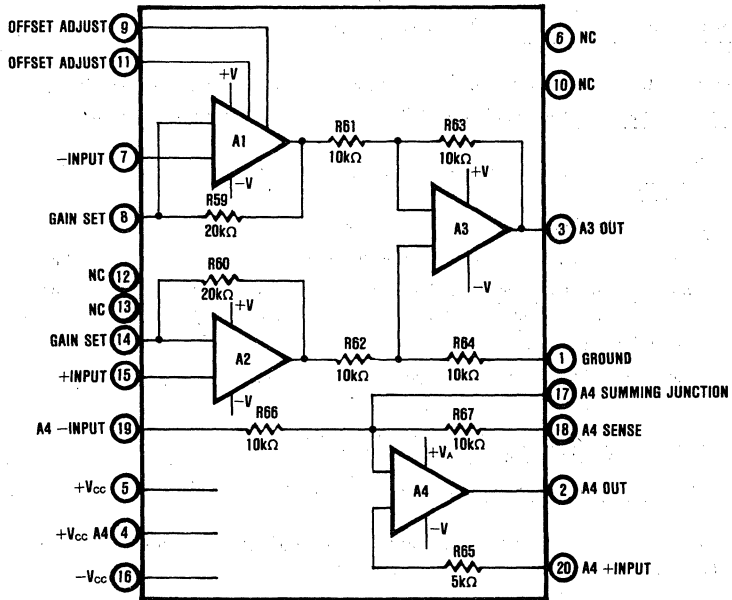 OFFSET ADJUST 9
OFFSET ADJUST 11
+V
A1
-V
-INPUT 7
GAIN SET 8
R59
20kΩ
R61
10kΩ
R63
10kΩ
6 NC
10 NC
+V
A3
-V
3 A3 OUT
NC 12
NC 13
R60
20kΩ
+V
GAIN SET 14
+INPUT 15
A2
-V
R62
10kΩ
R64
10kΩ
1 GROUND
17 A4 SUMMING JUNCTION
A4 -INPUT 19
R66
10kΩ
R67
10kΩ
18 A4 SENSE
+VA
A4
-V
2 A4 OUT
+VCC 5
+VCC A4 4
-VCC 16
R65
5kΩ
20 A4 +INPUT